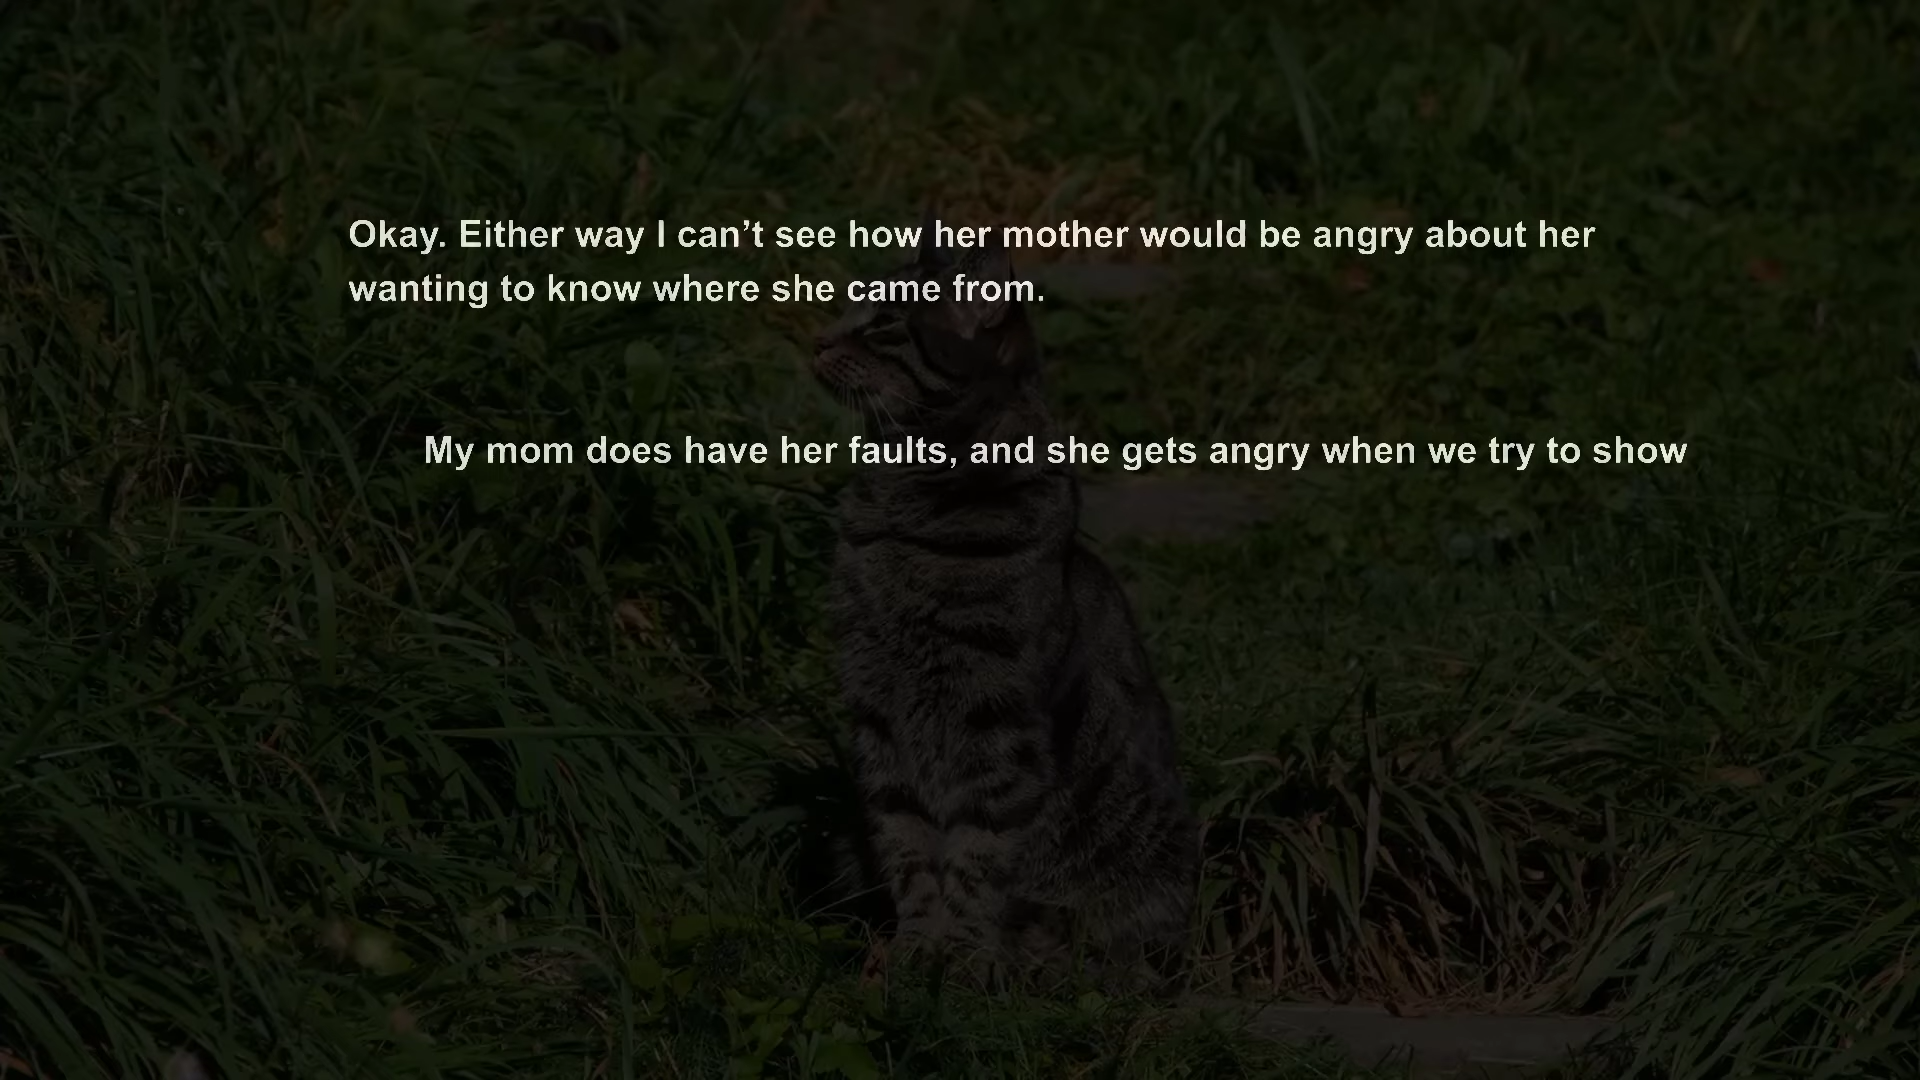 Okay. Either way I can’t see how her mother would be angry about her
wanting to know where she came from.
My mom does have her faults, and she gets angry when we try to show